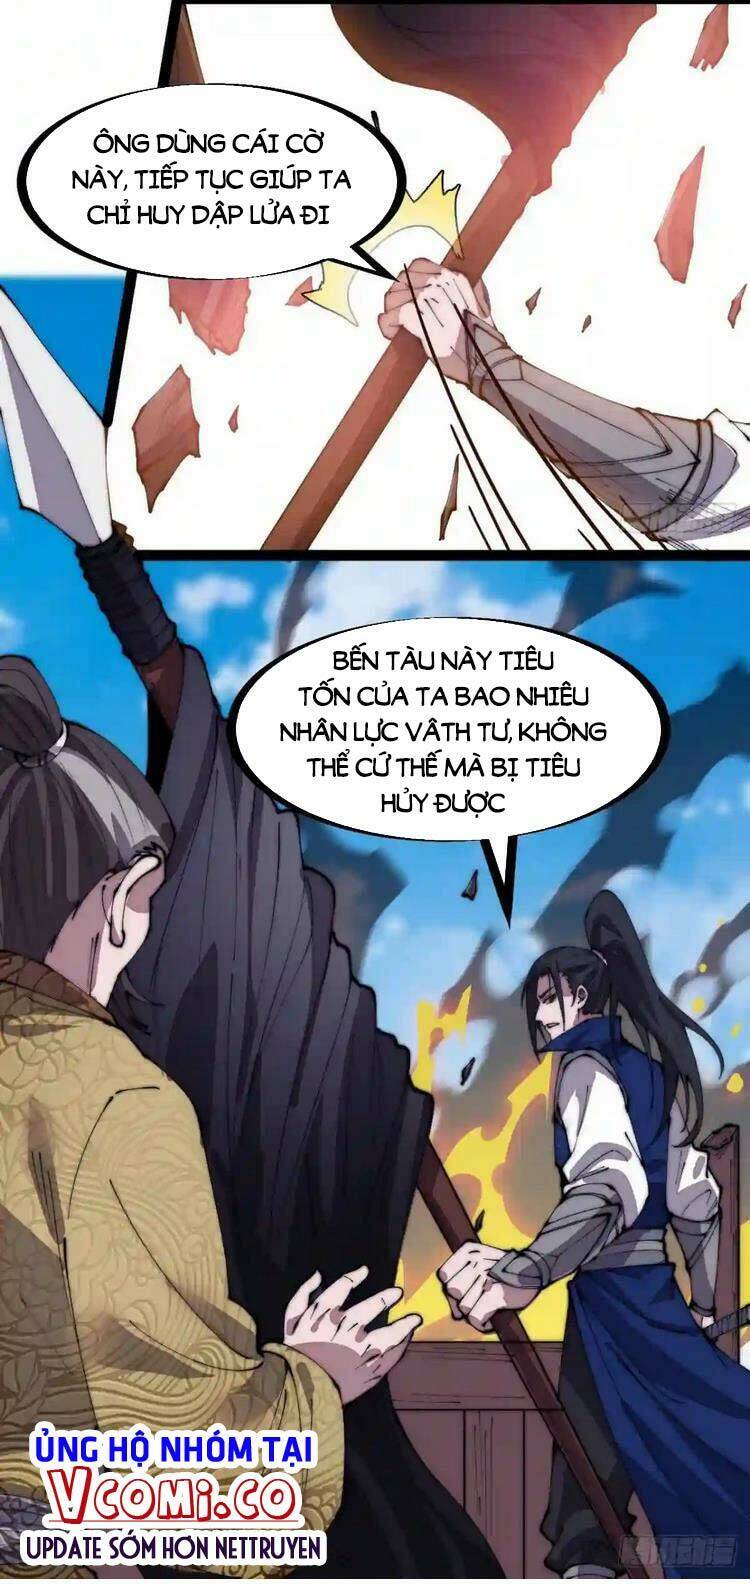 ÔNG DÙNG CÁI CỜ
NÀY, TIẾP TỤC GIÚP TA
CHỈ HUY DẬP LỬA ĐI
BẾN TÀU NÀY TIÊU
TỐN CỦA TA BAO NHIÊU
NHÂN LỰC VÂTH TƯ, KHÔNG
THỂ CỨ THẾ MÀ BỊ TIÊU
HỦY ĐƯỢC
ỦNG HỘ NHÓM TẠI
VCOMI.CO
UPDATE SỚM HƠN NETTRUYEN